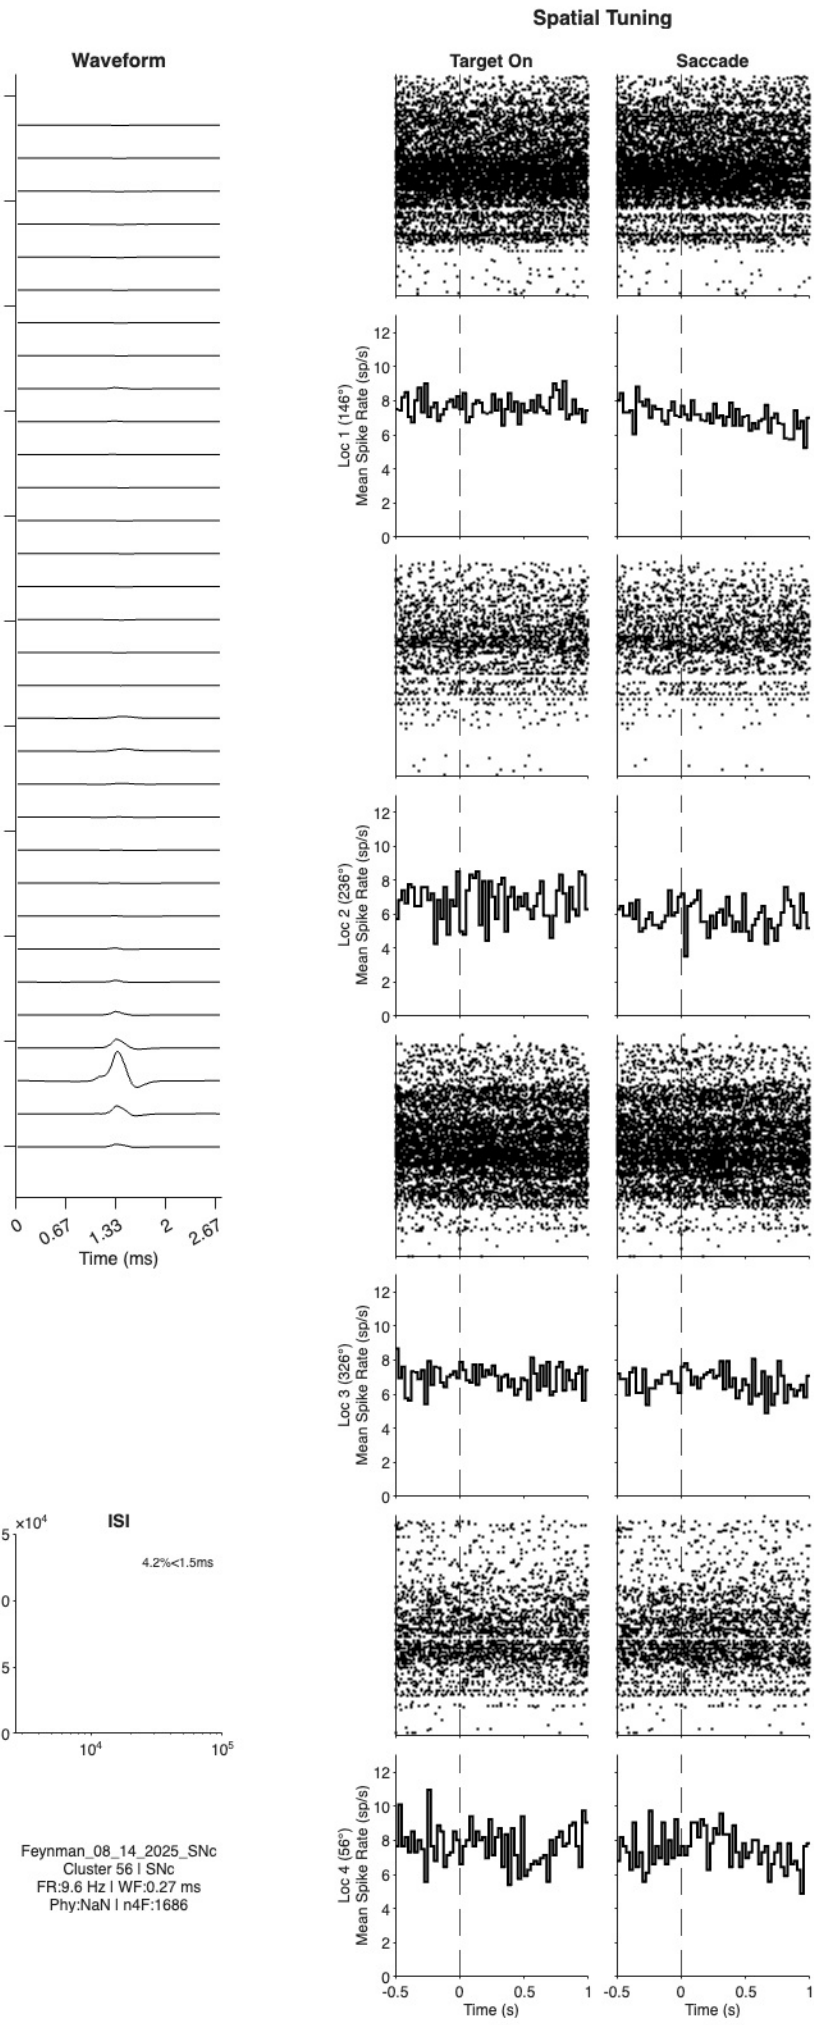 Spatial Tuning
Waveform
Target On
Saccade
12
10
8
6
4
2
0
Loc 1 (146°)
Mean Spike Rate (sp/s)
12
10
8
6
4
2
0
Loc 2 (236°)
Mean Spike Rate (sp/s)
0
0.67
1.33
2
2.67
Time (ms)
12
10
8
6
4
2
0
Loc 3 (326°)
Mean Spike Rate (sp/s)
5
×10⁴
ISI
4.2%<1.5ms
0
5
0
10⁴
10⁵
Feynman_08_14_2025_SNc
Cluster 56 | SNc
FR:9.6 Hz | WF:0.27 ms
Phy:NaN | n4F:1686
12
10
8
6
4
2
0
Loc 4 (56°)
Mean Spike Rate (sp/s)
-0.5
0
0.5
1
-0.5
0
0.5
1
Time (s)
Time (s)